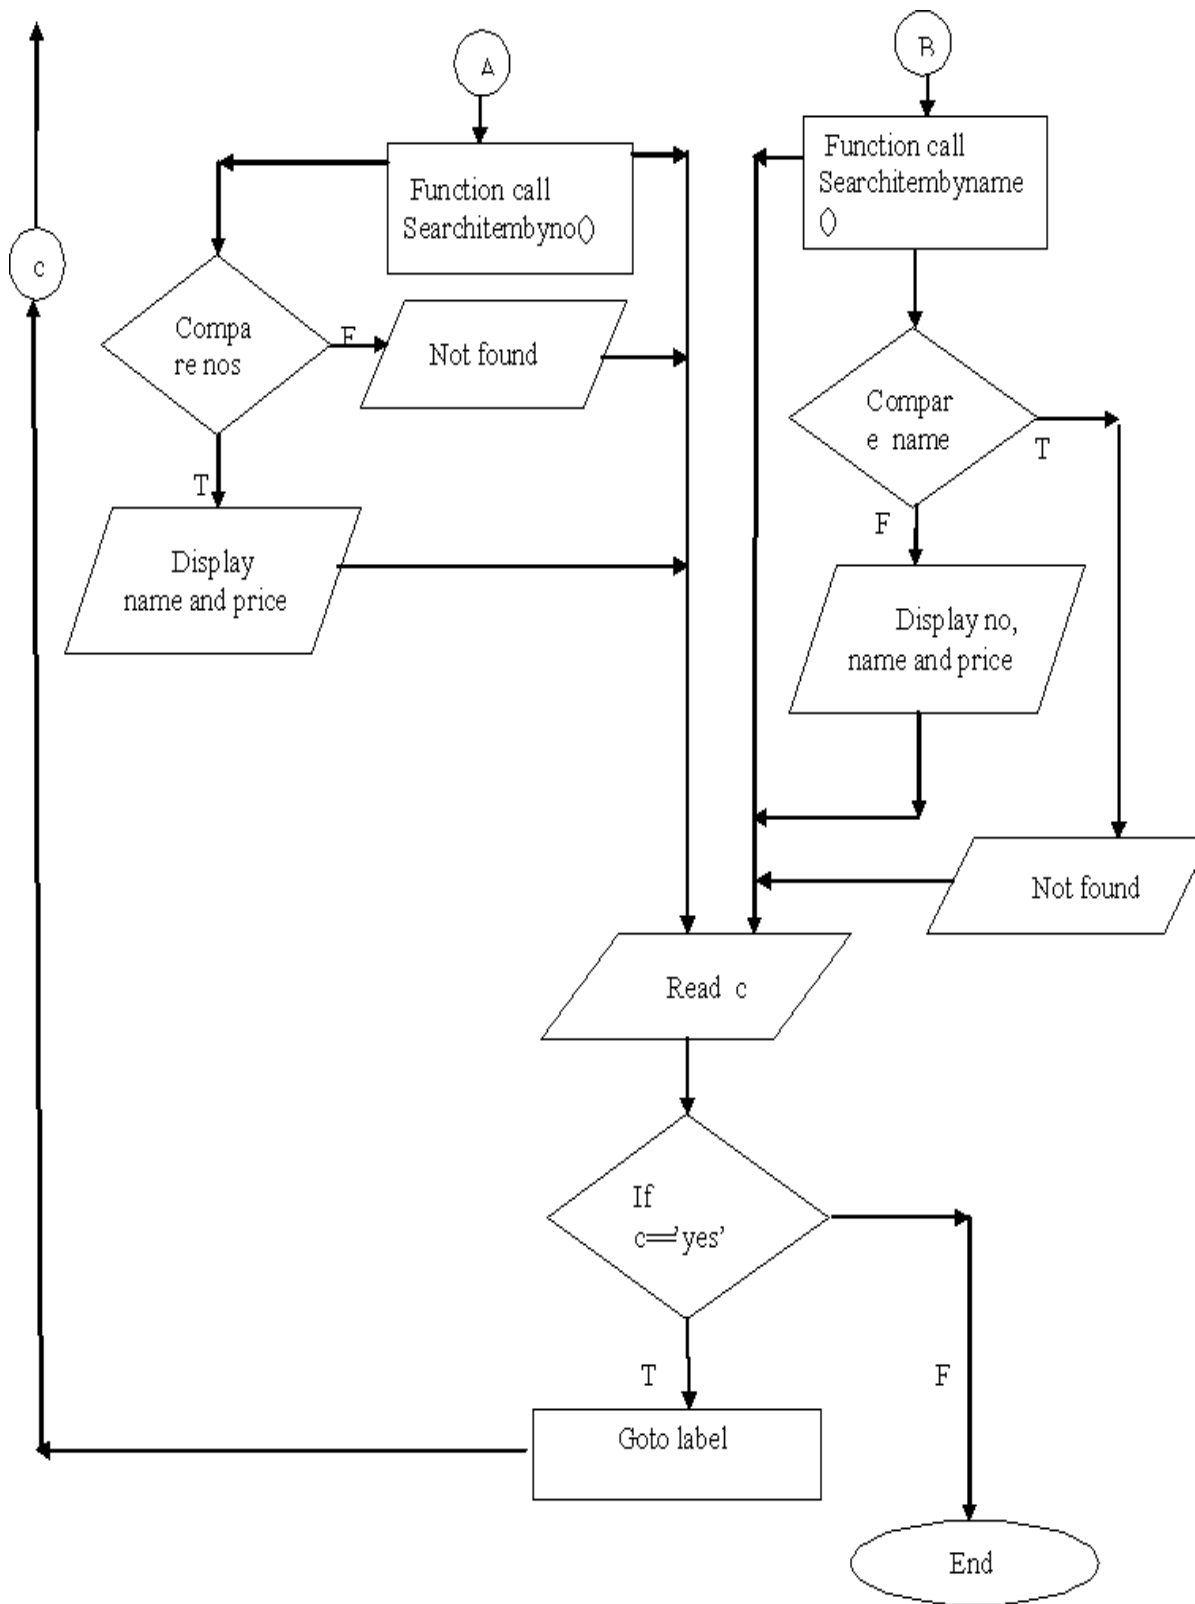 A
B
Function call
Searchitembyno()
Function call
Searchitembyname
()
c
Compa
re nos
F
Not found
T
Display
name and price
Compar
e name
T
F
Display no,
name and price
Not found
Read c
If
c=='yes'
T
F
Goto label
End